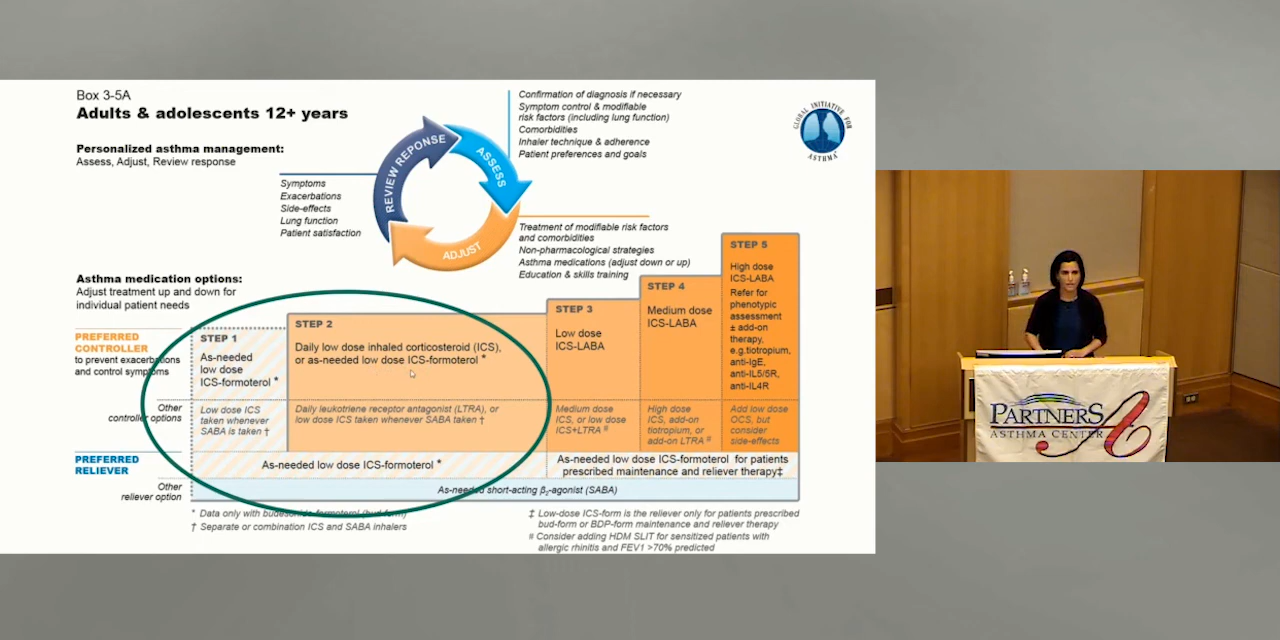 Box 3-5A
Adults & adolescents 12+ years
Personalized asthma management:
Assess, Adjust, Review response
Symptoms
Exacerbations
Side-effects
Lung function
Patient satisfaction
REVIEW REPONSE
ASSESS
ADJUST
Confirmation of diagnosis if necessary
Symptom control & modifiable
risk factors (including lung function)
Comorbidities
Inhaler technique & adherence
Patient preferences and goals
GLOBAL INITIATIVE FOR
ASTHMA
Treatment of modifiable risk factors
and comorbidities
Non-pharmacological strategies
Asthma medications (adjust down or up)
Education & skills training
Asthma medication options:
Adjust treatment up and down for
individual patient needs
PREFERRED
CONTROLLER
to prevent exacerbations
and control symptoms
STEP 1
As-needed
low dose
ICS-formoterol *
STEP 2
Daily low dose inhaled corticosteroid (ICS),
or as-needed low dose ICS-formoterol *
STEP 3
Low dose
ICS-LABA
STEP 4
Medium dose
ICS-LABA
STEP 5
High dose
ICS-LABA
Refer for
phenotypic
assessment
± add-on
therapy,
e.g.tiotropium,
anti-IgE,
anti-IL5/5R,
anti-IL4R
Other
controller options
Low dose ICS
taken whenever
SABA is taken †
Daily leukotriene receptor antagonist (LTRA), or
low dose ICS taken whenever SABA taken †
Medium dose
ICS, or low dose
ICS+LTRA #
High dose
ICS, add-on
tiotropium, or
add-on LTRA #
Add low dose
OCS, but
consider
side-effects
PREFERRED
RELIEVER
As-needed low dose ICS-formoterol *
As-needed low dose ICS-formoterol for patients
prescribed maintenance and reliever therapy‡
Other
reliever option
As-needed short-acting β2-agonist (SABA)
* Data only with budesonide-formoterol (bud-form)
† Separate or combination ICS and SABA inhalers
‡ Low-dose ICS-form is the reliever only for patients prescribed
bud-form or BDP-form maintenance and reliever therapy
# Consider adding HDM SLIT for sensitized patients with
allergic rhinitis and FEV1 >70% predicted
PARTNERS
ASTHMA CENTER
A